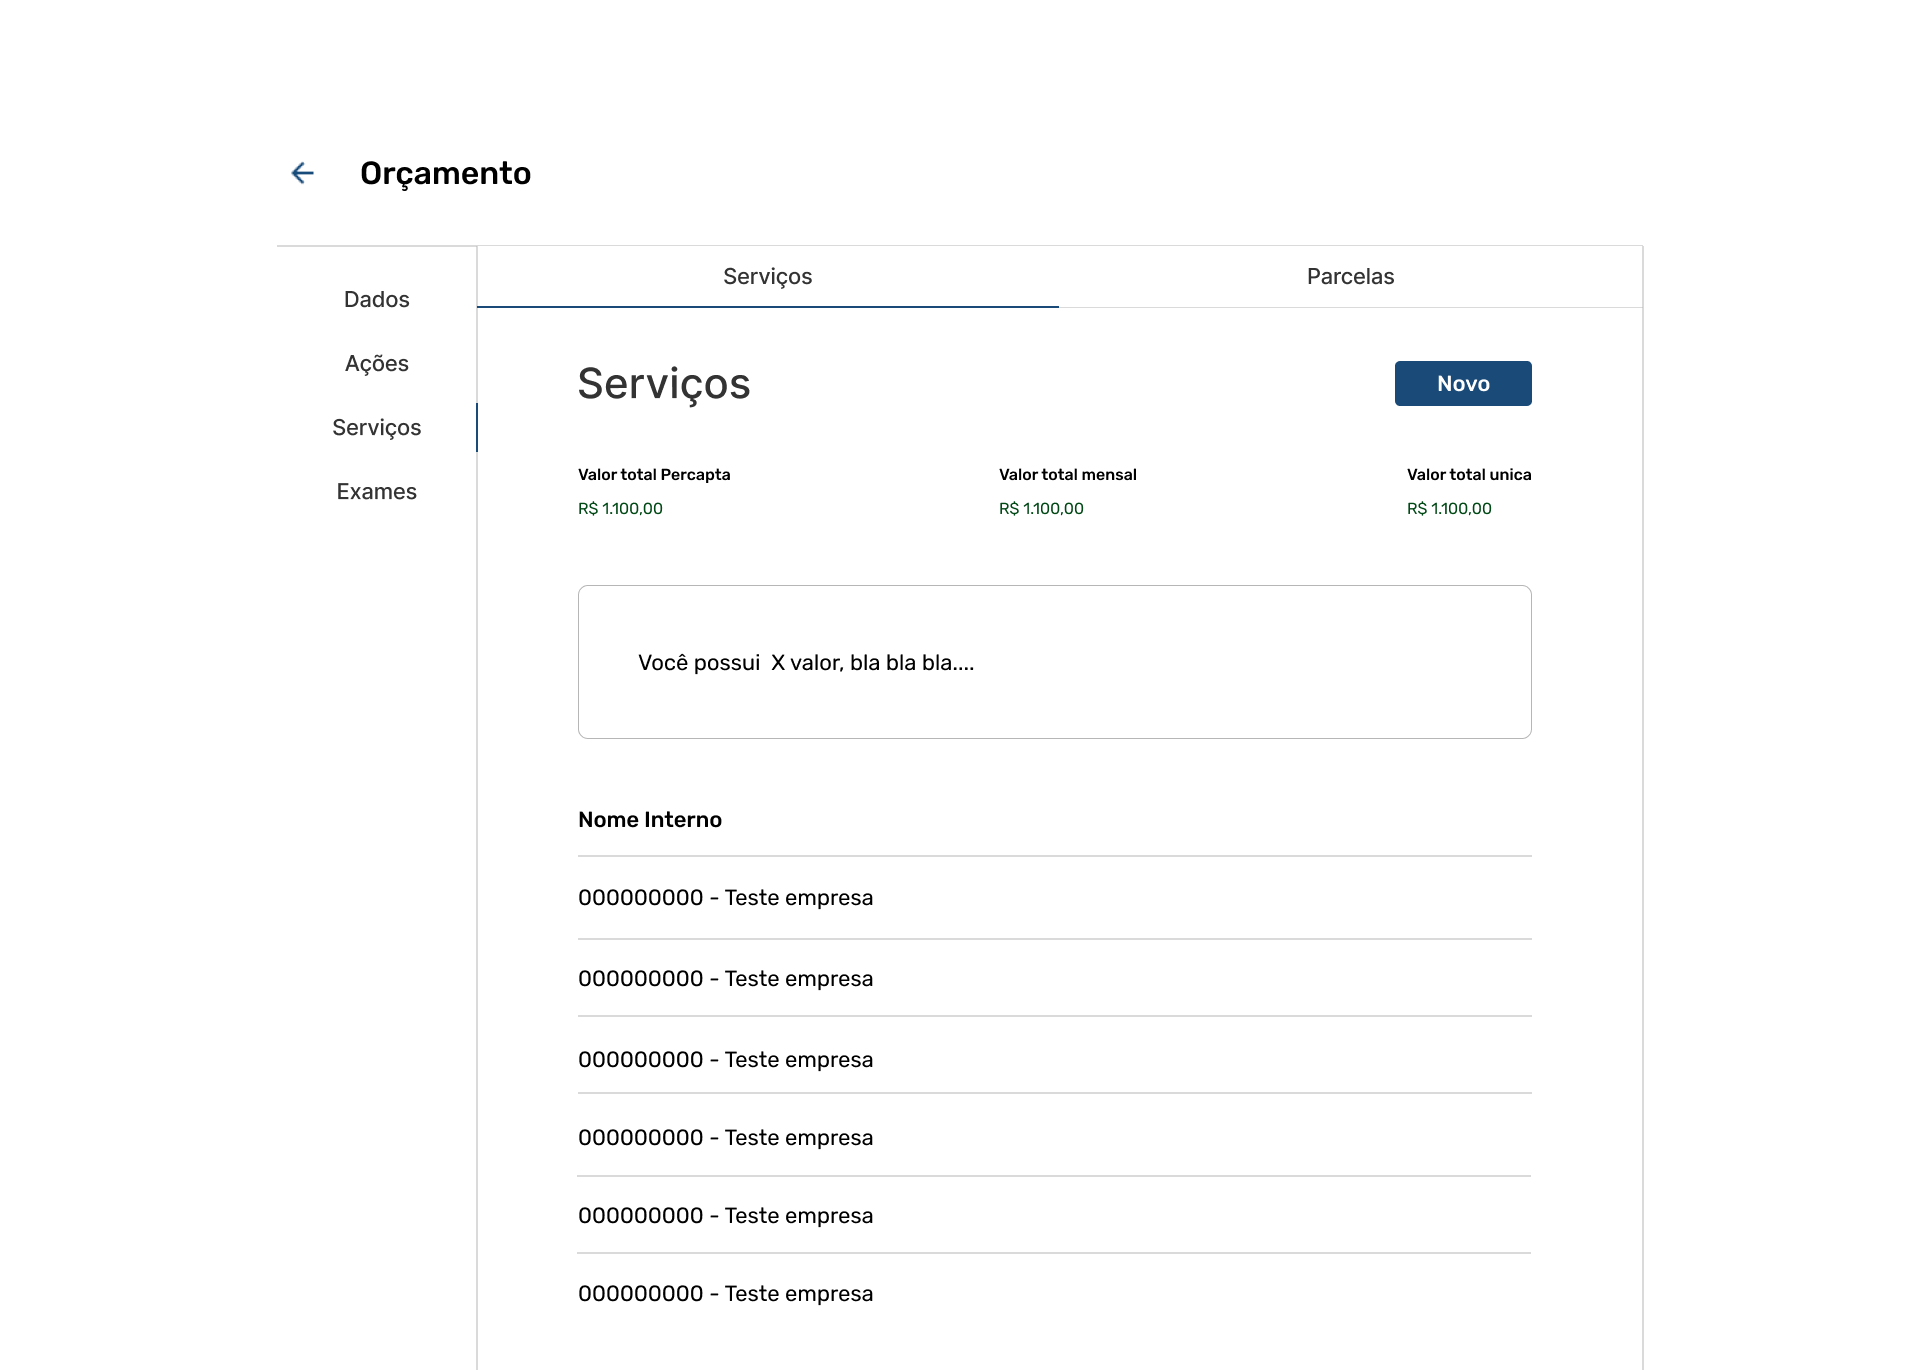 Orçamento
Dados
Ações
Serviços
Exames
Serviços
Parcelas
Serviços
Novo
Valor total Percapta
R$ 1.100,00
Valor total mensal
R$ 1.100,00
Valor total unica
R$ 1.100,00
Você possui  X valor, bla bla bla....
Nome Interno
000000000 - Teste empresa
000000000 - Teste empresa
000000000 - Teste empresa
000000000 - Teste empresa
000000000 - Teste empresa
000000000 - Teste empresa